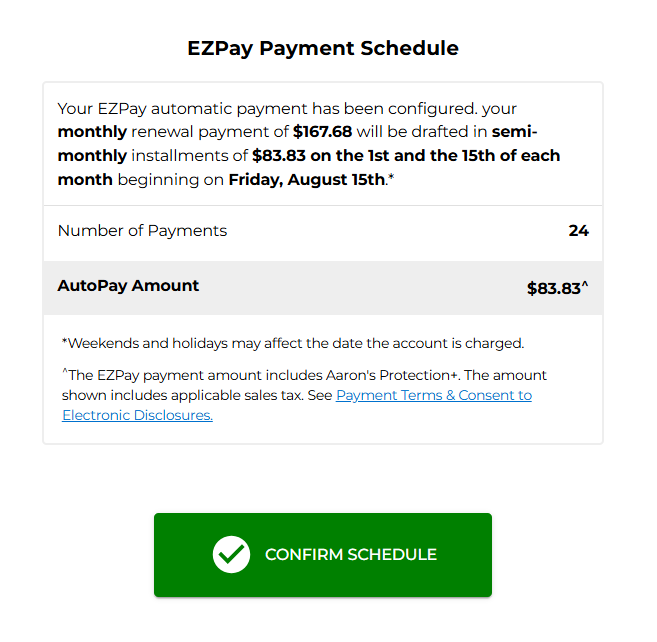 EZPay Payment Schedule
Your EZPay automatic payment has been configured. your
monthly renewal payment of $167.68 will be drafted in semi-
monthly installments of $83.83 on the 1st and the 15th of each
month beginning on Friday, August 15th.*
Number of Payments 24
AutoPay Amount $83.83^
*Weekends and holidays may affect the date the account is charged.
^The EZPay payment amount includes Aaron's Protection+. The amount
shown includes applicable sales tax. See Payment Terms & Consent to
Electronic Disclosures.
CONFIRM SCHEDULE